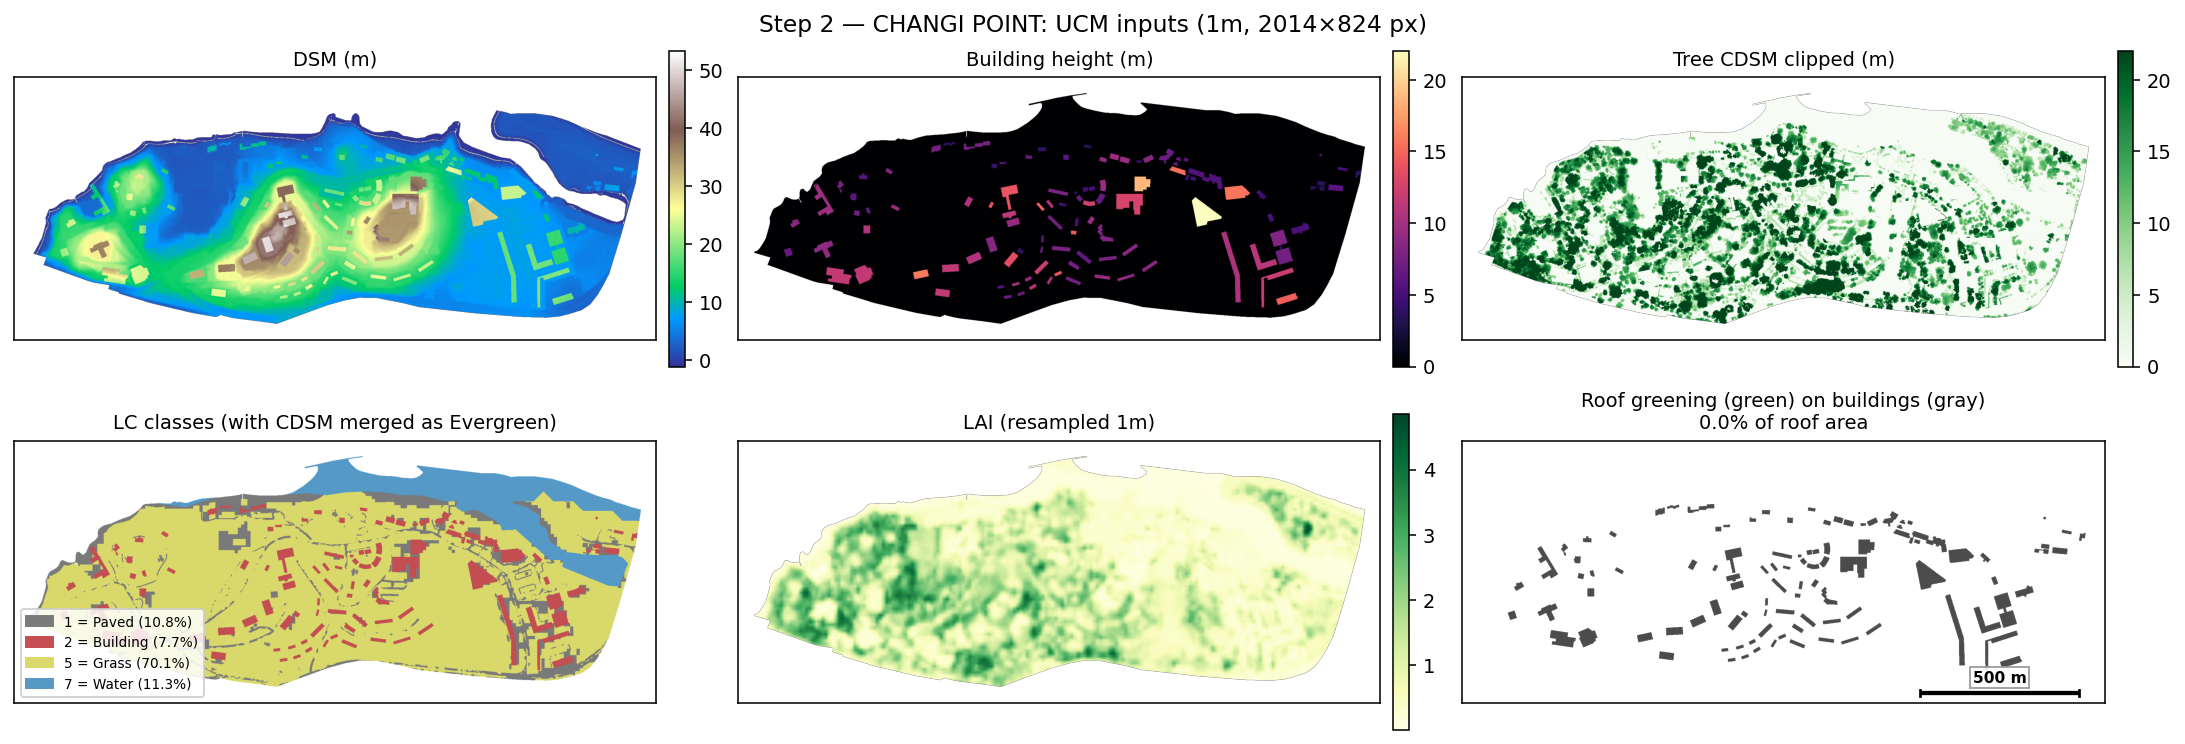 Step 2 — CHANGI POINT: UCM inputs (1m, 2014×824 px)
DSM (m)
50
40
30
20
10
0
Building height (m)
20
15
10
5
0
Tree CDSM clipped (m)
20
15
10
5
0
LC classes (with CDSM merged as Evergreen)
1 = Paved (10.8%)
2 = Building (7.7%)
5 = Grass (70.1%)
7 = Water (11.3%)
LAI (resampled 1m)
4
3
2
1
Roof greening (green) on buildings (gray)
0.0% of roof area
500 m